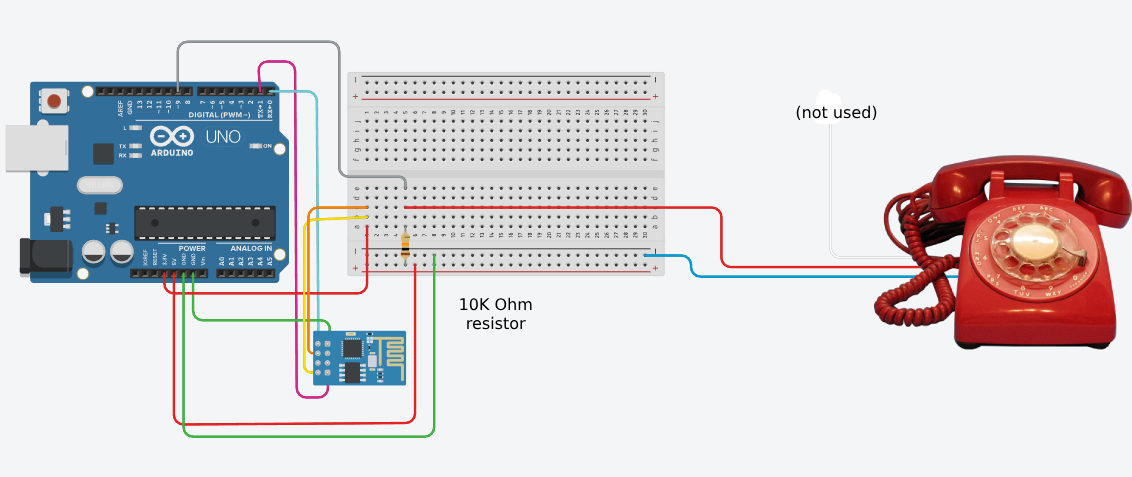 (not used)
AREF
GND
13
12
~11
~10
~9
8
7
~6
~5
4
~3
2
TX→1
RX←0
DIGITAL (PWM~)
L
TX
RX
UNO
ARDUINO
ON
POWER
ANALOG IN
IOREF
RESET
3.3V
5V
GND
GND
Vin
A0
A1
A2
A3
A4
A5
10K Ohm
resistor